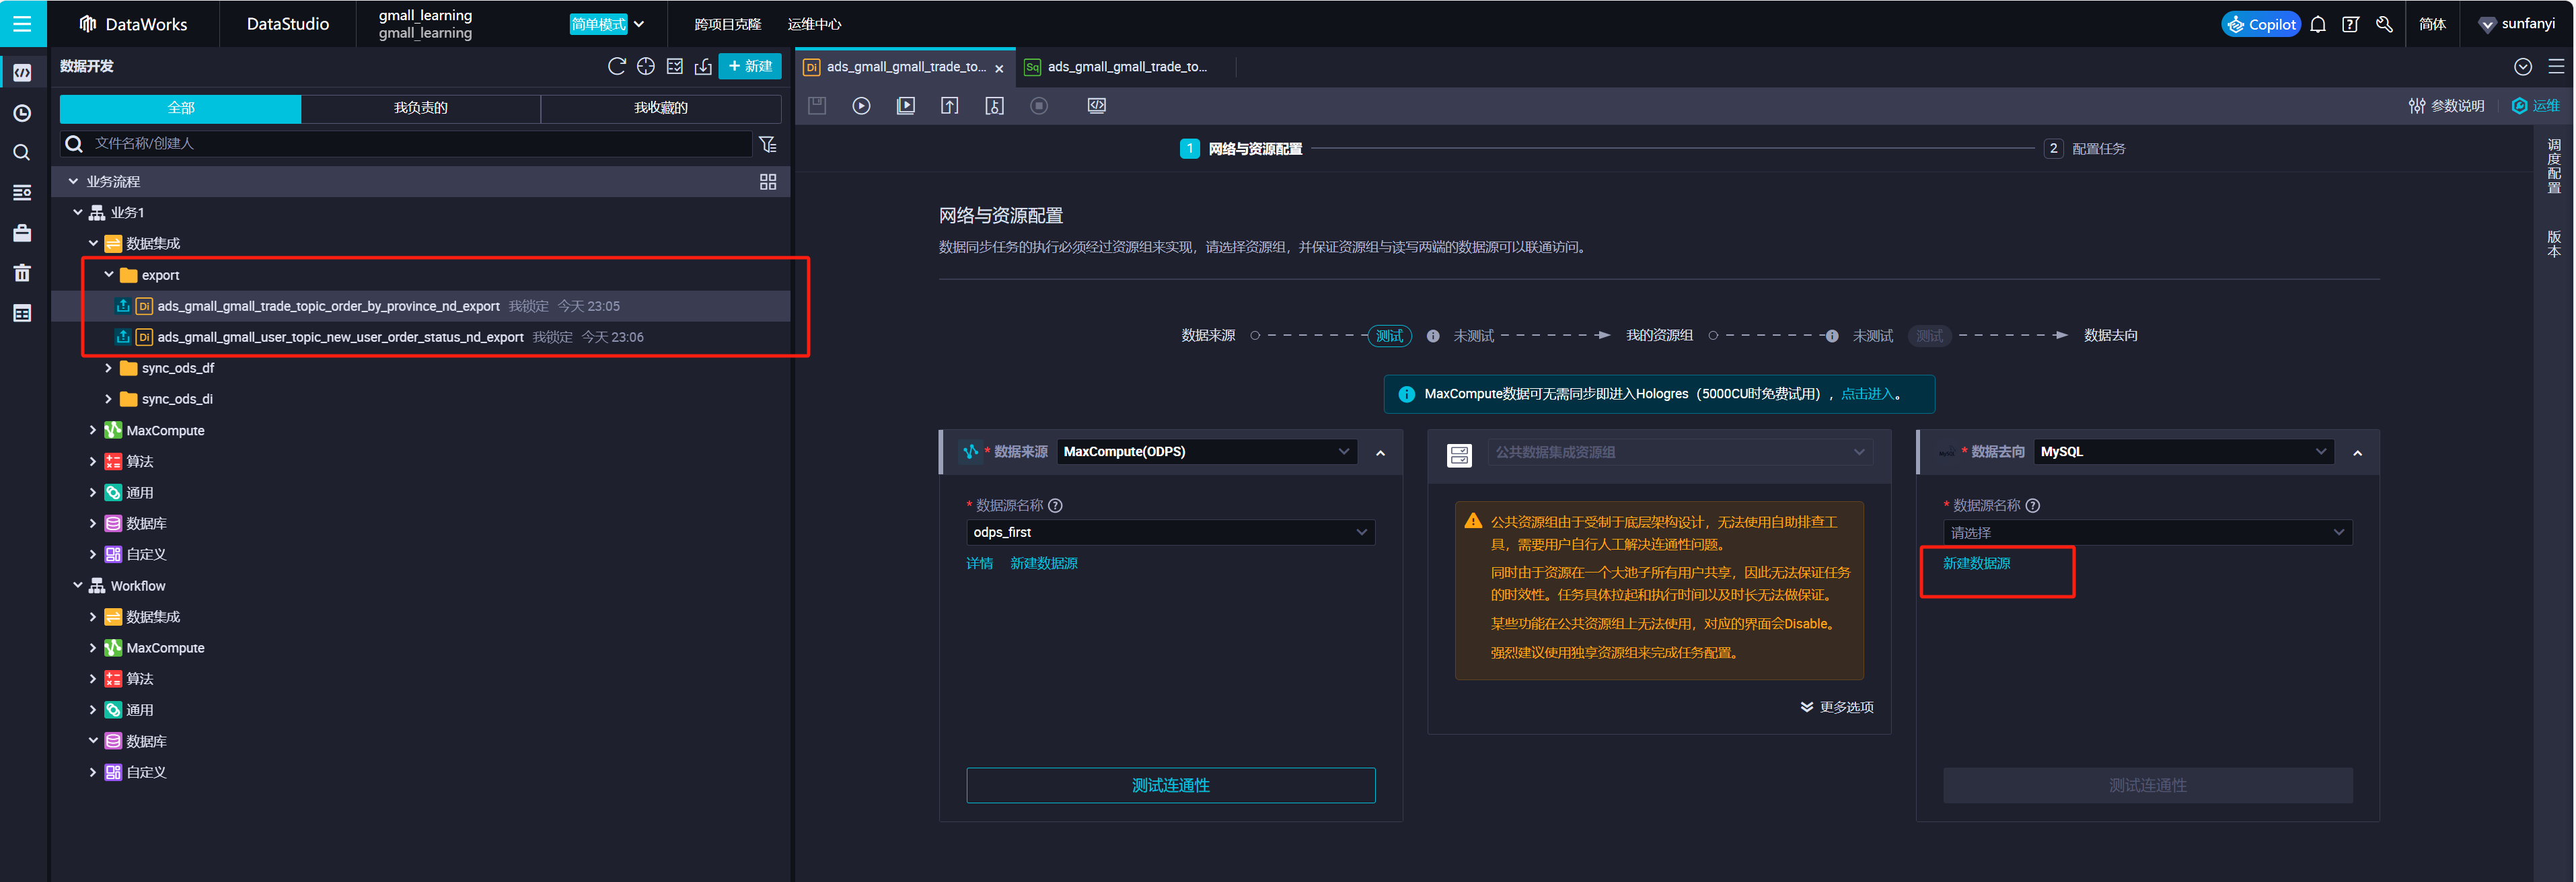 DataWorks
DataStudio
gmall_learning
gmall_learning
简单模式
跨项目克隆
运维中心
Copilot
简体
sunfanyi
数据开发
新建
全部
我负责的
我收藏的
文件名称/创建人
业务流程
业务1
数据集成
export
Di ads_gmall_gmall_trade_topic_order_by_province_nd_export 我锁定 今天 23:05
Di ads_gmall_gmall_user_topic_new_user_order_status_nd_export 我锁定 今天 23:06
sync_ods_df
sync_ods_di
MaxCompute
算法
通用
数据库
自定义
Workflow
数据集成
MaxCompute
算法
通用
数据库
自定义
Di ads_gmall_gmall_trade_to...
Sq ads_gmall_gmall_trade_to...
参数说明
运维
1 网络与资源配置
2 配置任务
调度配置
版本
网络与资源配置
数据同步任务的执行必须经过资源组来实现，请选择资源组，并保证资源组与读写两端的数据源可以联通访问。
数据来源
测试
未测试
我的资源组
未测试
测试
数据去向
MaxCompute数据可无需同步即进入Hologres（5000CU时免费试用），点击进入。
* 数据来源 MaxCompute(ODPS)
* 数据源名称
odps_first
详情 新建数据源
测试连通性
公共数据集成资源组
公共资源组由于受制于底层架构设计，无法使用自助排查工
具，需要用户自行人工解决连通性问题。
同时由于资源在一个大池子所有用户共享，因此无法保证任务
的时效性。任务具体拉起和执行时间以及时长无法做保证。
某些功能在公共资源组上无法使用，对应的界面会Disable。
强烈建议使用独享资源组来完成任务配置。
更多选项
* 数据去向 MySQL
* 数据源名称
请选择
新建数据源
测试连通性